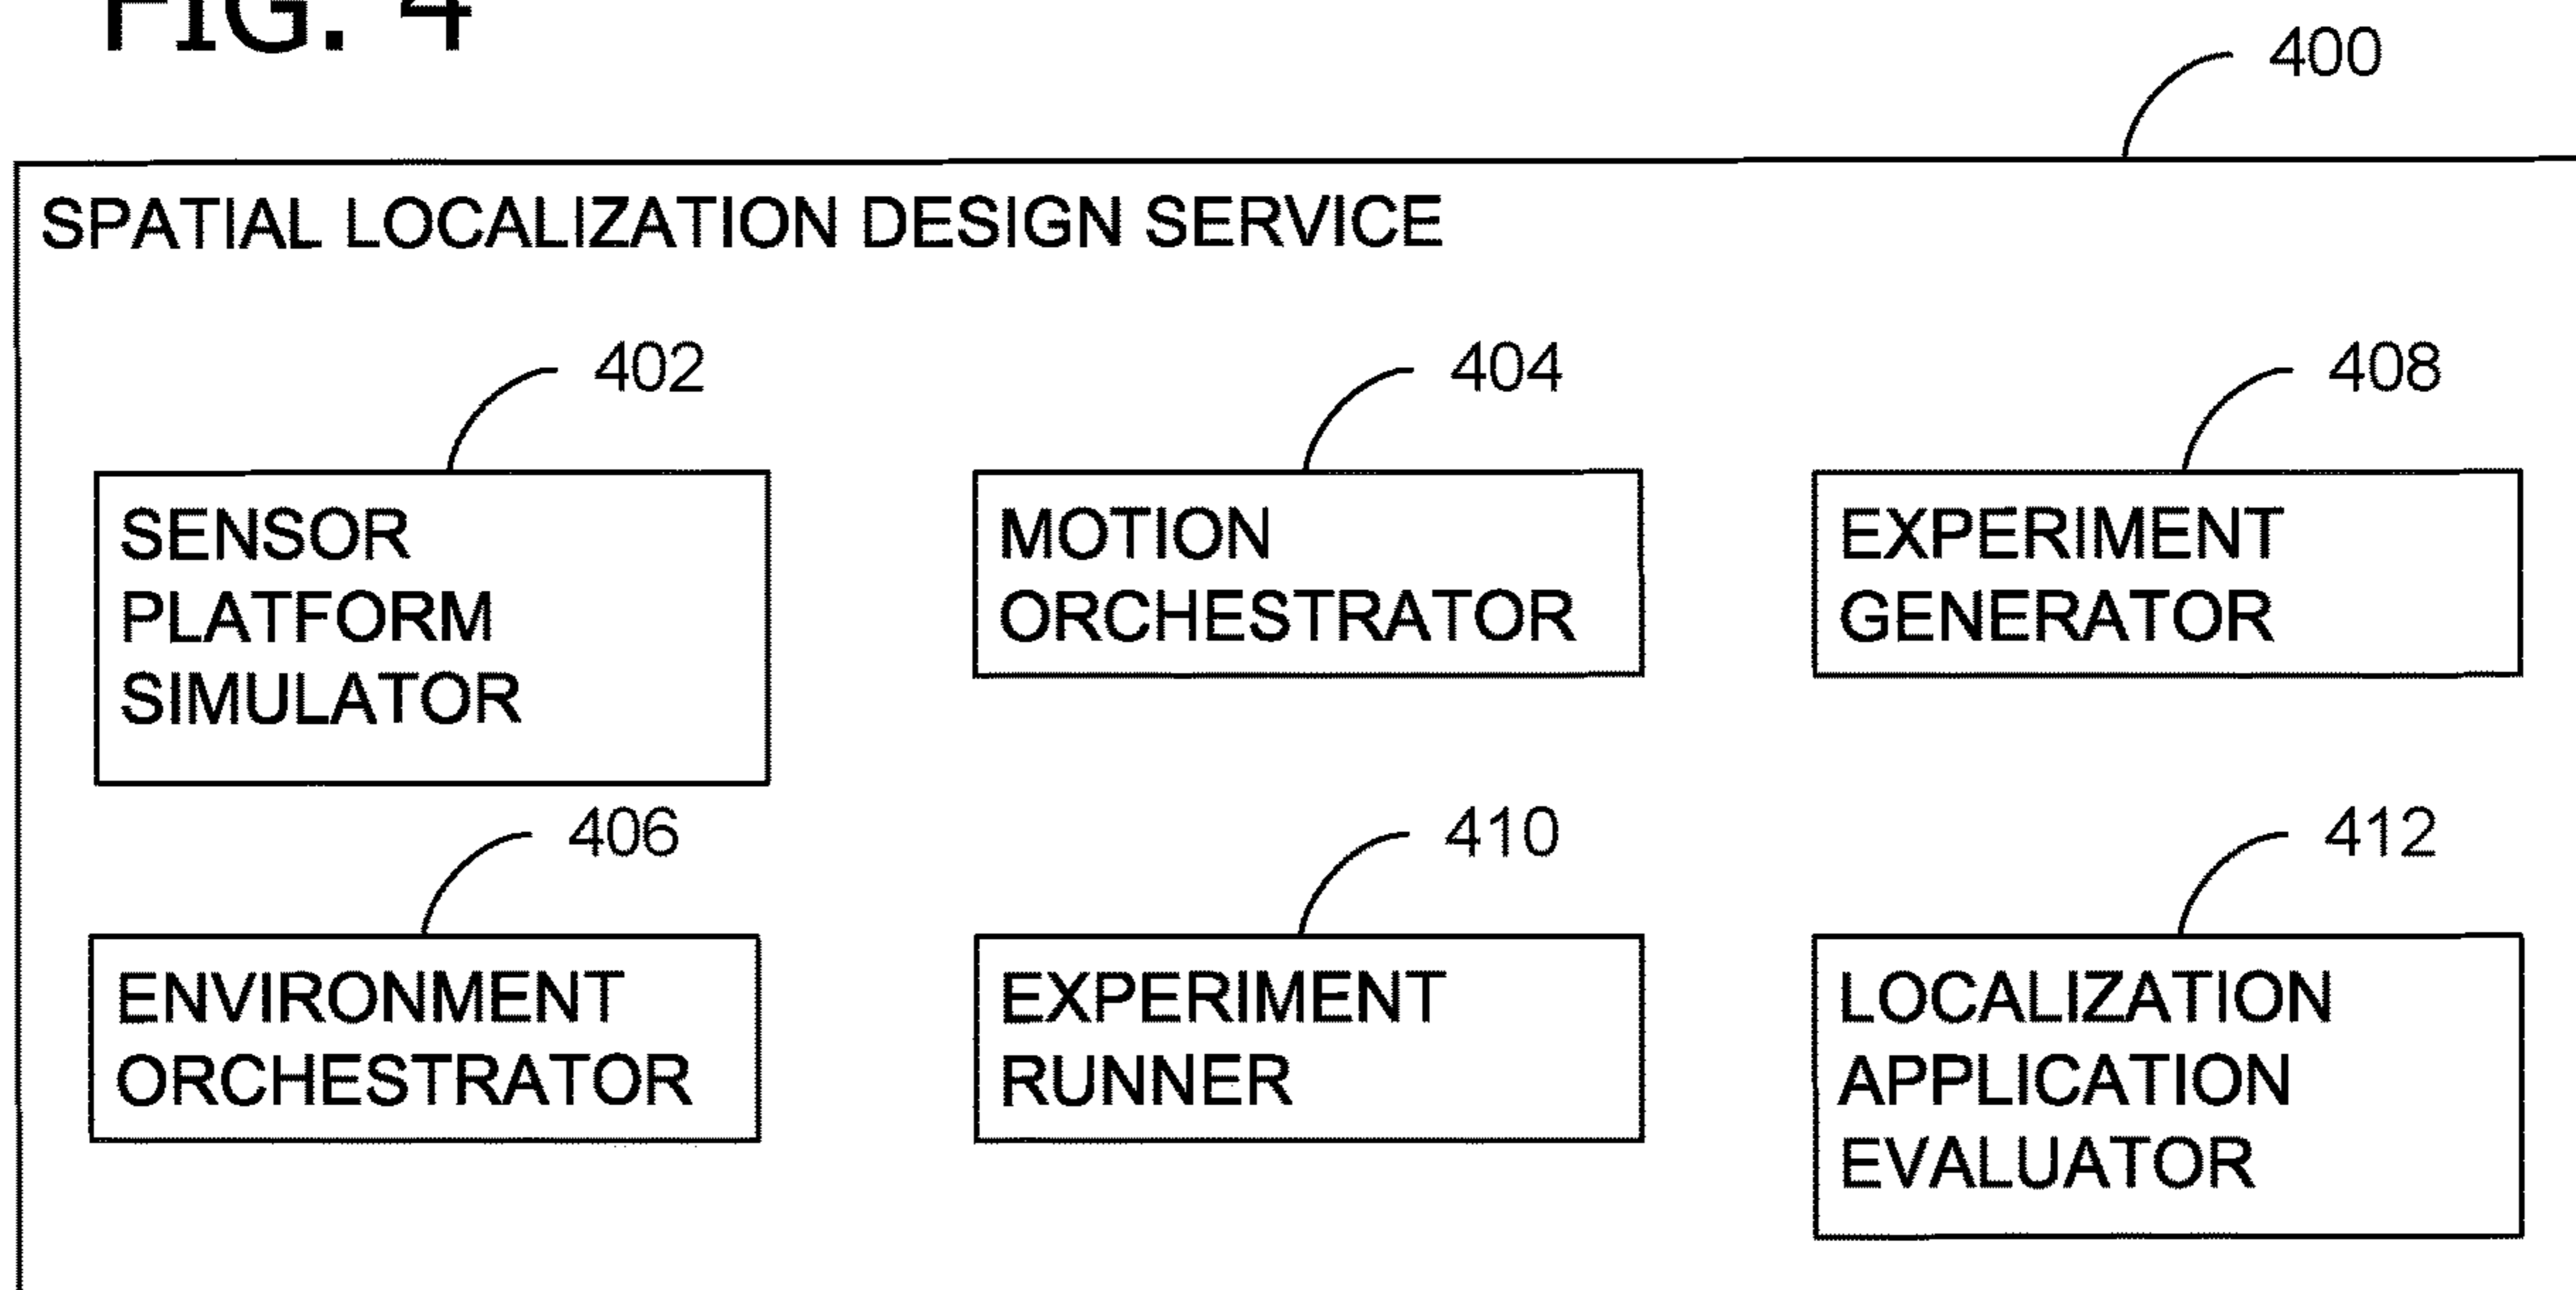 FIG. 4
400
SPATIAL LOCALIZATION DESIGN SERVICE
402
SENSOR
PLATFORM
SIMULATOR
404
MOTION
ORCHESTRATOR
408
EXPERIMENT
GENERATOR
406
ENVIRONMENT
ORCHESTRATOR
410
EXPERIMENT
RUNNER
412
LOCALIZATION
APPLICATION
EVALUATOR